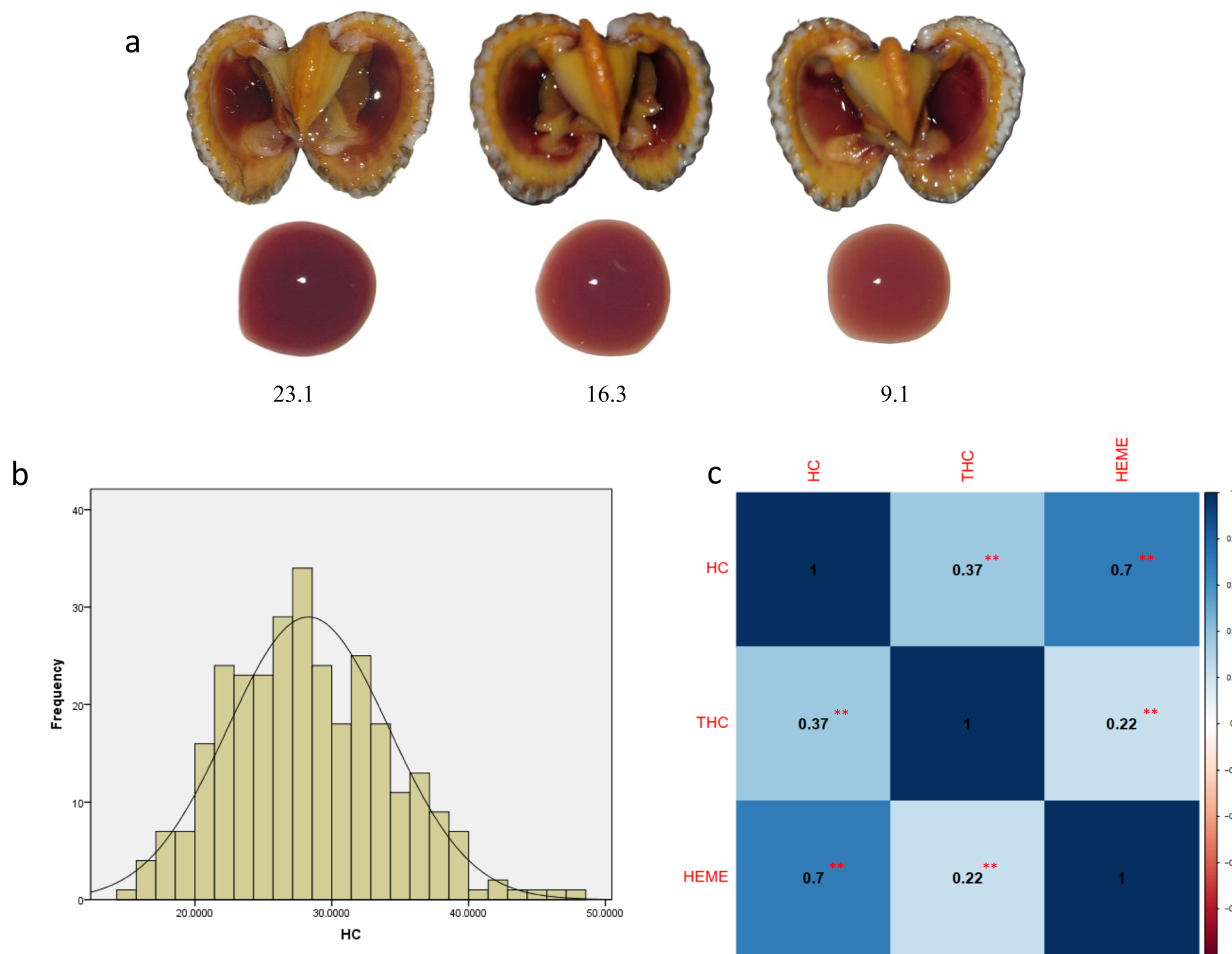 a
23.1 16.3 9.1
b
40
30
20
10
0
Frequency
20.0000 30.0000 40.0000 50.0000
HC
c
HC THC HEME
HC 1 0.37 ** 0.7 **
THC 0.37 ** 1 0.22 **
HEME 0.7 ** 0.22 ** 1